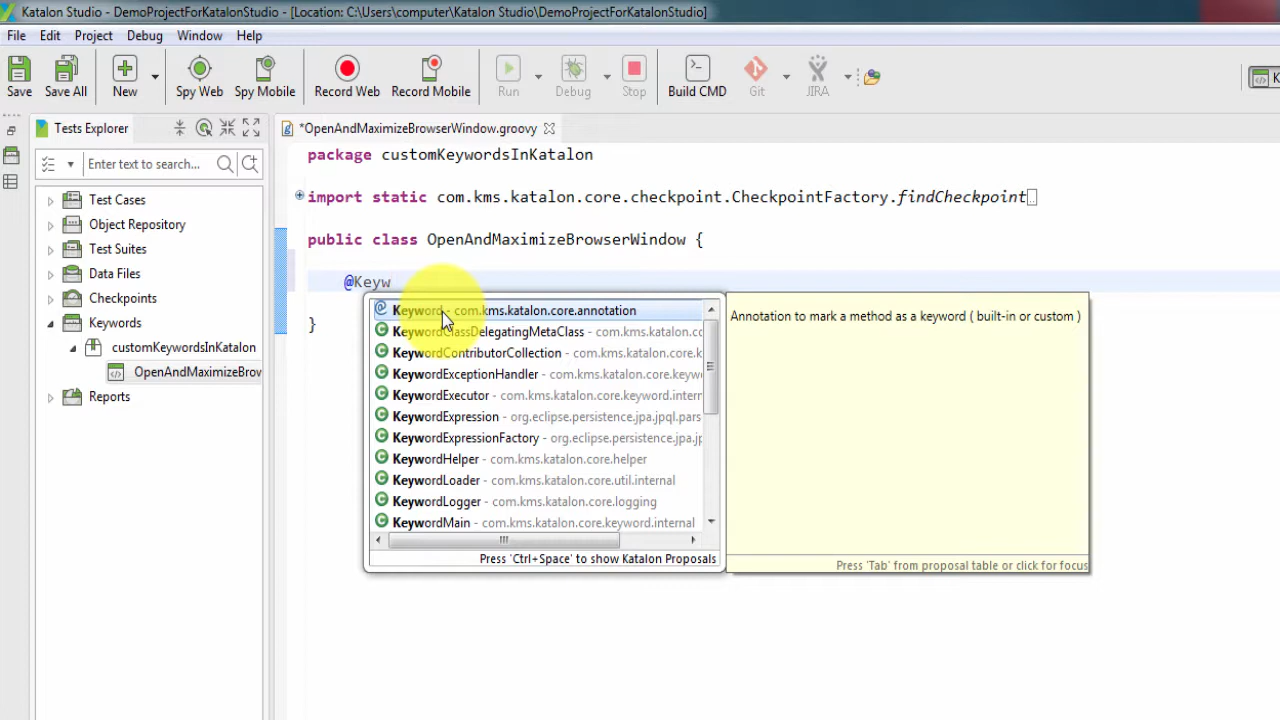 Katalon Studio - DemoProjectForKatalonStudio - [Location: C:\Users\computer\Katalon Studio\DemoProjectForKatalonStudio]
File Edit Project Debug Window Help
Save Save All New Spy Web Spy Mobile Record Web Record Mobile Run Debug Stop Build CMD Git JIRA K
Tests Explorer
Enter text to search...
Test Cases
Object Repository
Test Suites
Data Files
Checkpoints
Keywords
customKeywordsInKatalon
OpenAndMaximizeBrow
Reports
*OpenAndMaximizeBrowserWindow.groovy
package customKeywordsInKatalon
import static com.kms.katalon.core.checkpoint.CheckpointFactory.findCheckpoint
public class OpenAndMaximizeBrowserWindow {
@Keyw
}
Keyword - com.kms.katalon.core.annotation
KeywordClassDelegatingMetaClass - com.kms.katalon.co
KeywordContributorCollection - com.kms.katalon.core.k
KeywordExceptionHandler - com.kms.katalon.core.keyw
KeywordExecutor - com.kms.katalon.core.keyword.intern
KeywordExpression - org.eclipse.persistence.jpa.jpql.pars
KeywordExpressionFactory - org.eclipse.persistence.jpa.jp
KeywordHelper - com.kms.katalon.core.helper
KeywordLoader - com.kms.katalon.core.util.internal
KeywordLogger - com.kms.katalon.core.logging
KeywordMain - com.kms.katalon.core.keyword.internal
Press 'Ctrl+Space' to show Katalon Proposals
Annotation to mark a method as a keyword ( built-in or custom )
Press 'Tab' from proposal table or click for focus